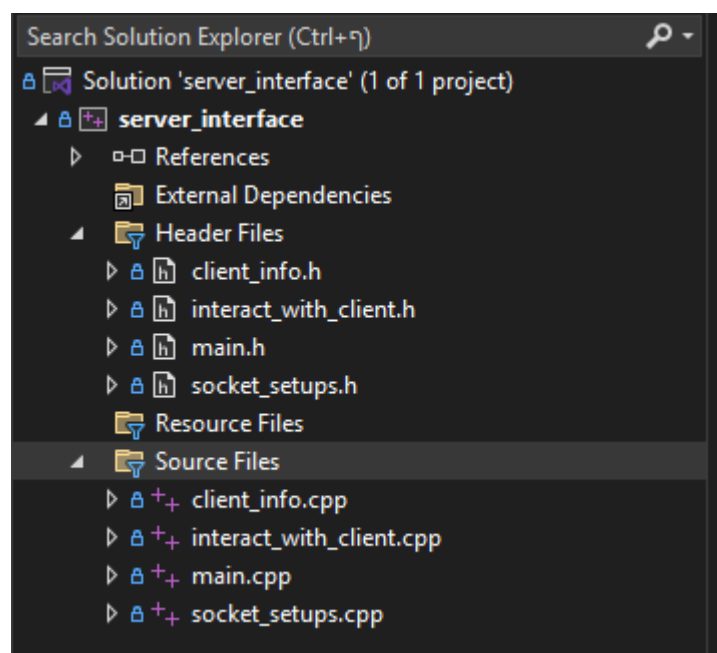 Search Solution Explorer (Ctrl+ף)
Solution 'server_interface' (1 of 1 project)
server_interface
References
External Dependencies
Header Files
client_info.h
interact_with_client.h
main.h
socket_setups.h
Resource Files
Source Files
client_info.cpp
interact_with_client.cpp
main.cpp
socket_setups.cpp